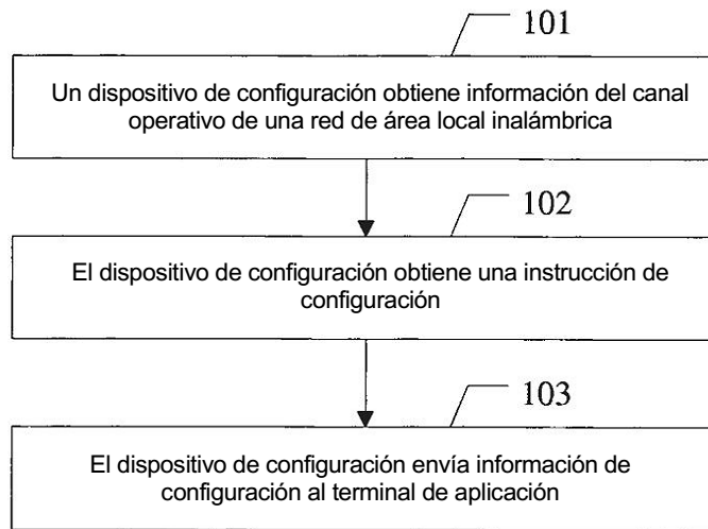 101
Un dispositivo de configuración obtiene información del canal
operativo de una red de área local inalámbrica
102
El dispositivo de configuración obtiene una instrucción de
configuración
103
El dispositivo de configuración envía información de
configuración al terminal de aplicación